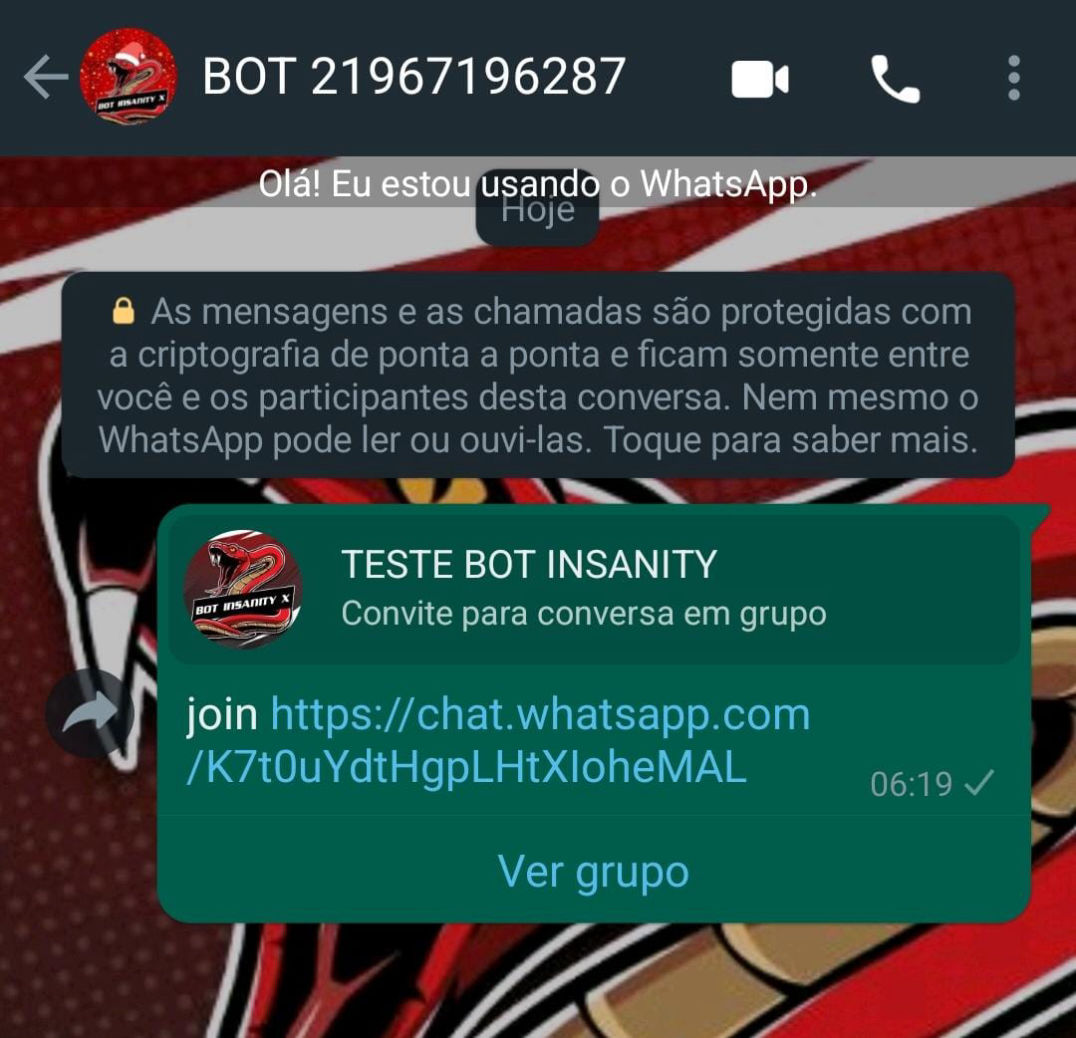 BOT INSANITY X
BOT 21967196287
Olá! Eu estou usando o WhatsApp.
Hoje
As mensagens e as chamadas são protegidas com
a criptografia de ponta a ponta e ficam somente entre
você e os participantes desta conversa. Nem mesmo o
WhatsApp pode ler ou ouvi-las. Toque para saber mais.
BOT INSANITY X
TESTE BOT INSANITY
Convite para conversa em grupo
join https://chat.whatsapp.com
/K7t0uYdtHgpLHtXIoheMAL
06:19
Ver grupo